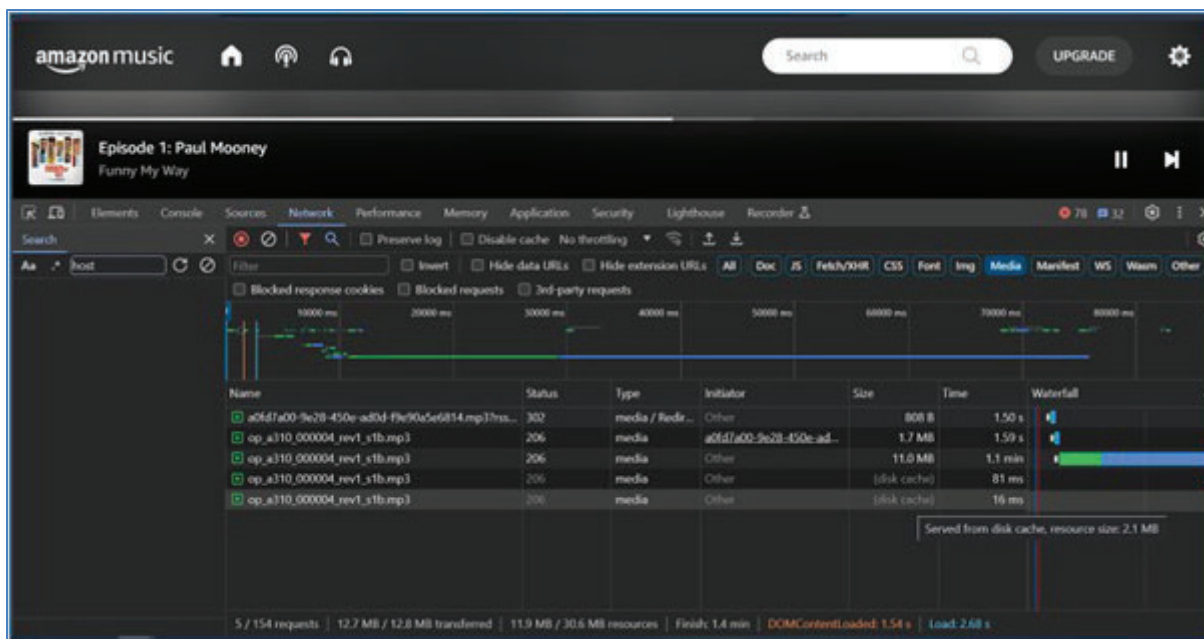 amazon music Search UPGRADE
Episode 1: Paul Mooney
Funny My Way
Elements Console Sources Network Performance Memory Application Security Lighthouse Recorder 78 32
Search Preserve log Disable cache No throttling
Aa .* host Filter Invert Hide data URLs Hide extension URLs All Doc JS Fetch/XHR CSS Font Img Media Manifest WS Wasm Other
Blocked response cookies Blocked requests 3rd-party requests
10000 ms 20000 ms 30000 ms 40000 ms 50000 ms 60000 ms 70000 ms 80000 ms
Name Status Type Initiator Size Time Waterfall
a0fd7a00-9e28-450e-ad0d-f9e90a5e6814.mp3?rss... 302 media / Redir... Other 808 B 1.50 s
op_a310_000004_rev1_s1b.mp3 206 media a0fd7a00-9e28-450e-ad... 1.7 MB 1.59 s
op_a310_000004_rev1_s1b.mp3 206 media Other 11.0 MB 1.1 min
op_a310_000004_rev1_s1b.mp3 206 media Other (disk cache) 81 ms
op_a310_000004_rev1_s1b.mp3 206 media Other (disk cache) 16 ms
Served from disk cache, resource size: 2.1 MB
5 / 154 requests 12.7 MB / 12.8 MB transferred 11.9 MB / 30.6 MB resources Finish: 1.4 min DOMContentLoaded: 1.54 s Load: 2.68 s